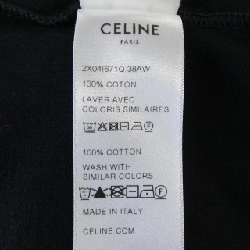 CELINE
PARIS
2X04I671Q.38AW
100% COTON
LAVER AVEC
COLORIS SIMILAIRES
100% COTTON
WASH WITH
SIMILAR COLORS
MADE IN ITALY
CELINE.COM